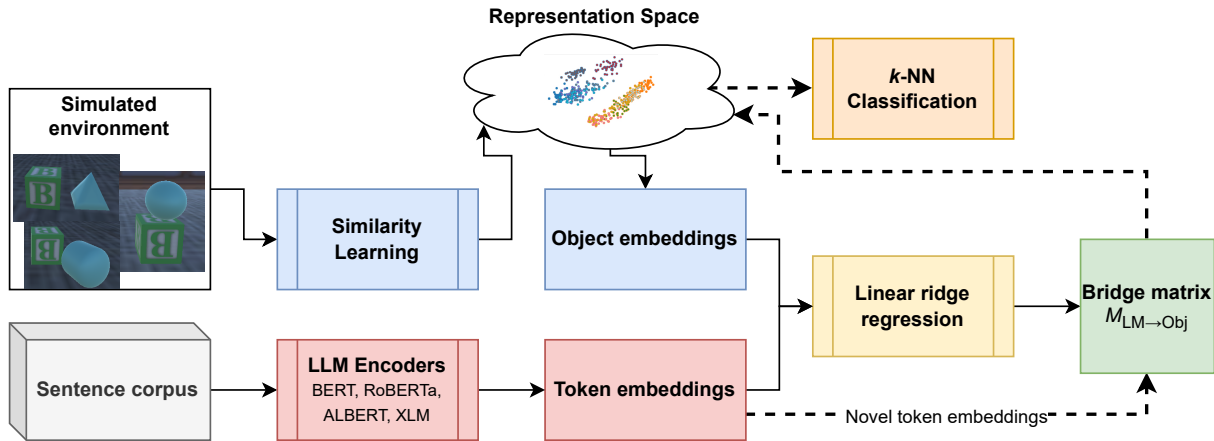 Representation Space
Simulated
environment
B
B
B
B
k-NN
Classification
Similarity
Learning
Object embeddings
Linear ridge
regression
Bridge matrix
M LM→Obj
Sentence corpus
LLM Encoders
BERT, RoBERTa,
ALBERT, XLM
Token embeddings
Novel token embeddings